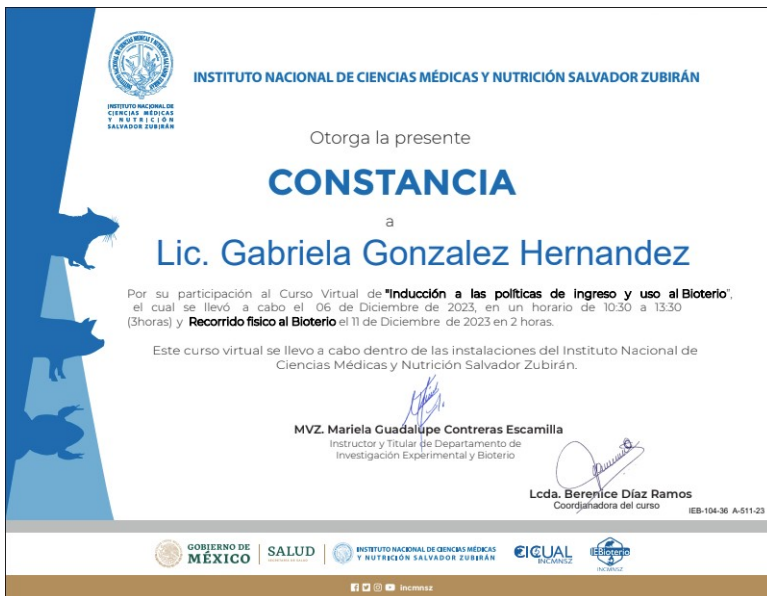 INSTITUTO NACIONAL DE
CIENCIAS MÉDICAS
Y NUTRICIÓN
SALVADOR ZUBIRÁN
INSTITUTO NACIONAL DE CIENCIAS MÉDICAS Y NUTRICIÓN SALVADOR ZUBIRÁN
Otorga la presente
CONSTANCIA
a
Lic. Gabriela Gonzalez Hernandez
Por su participación al Curso Virtual de "Inducción a las políticas de ingreso y uso al Bioterio",
el cual se llevó a cabo el 06 de Diciembre de 2023, en un horario de 10:30 a 13:30
(3horas) y Recorrido fisico al Bioterio el 11 de Diciembre de 2023 en 2 horas.
Este curso virtual se llevo a cabo dentro de las instalaciones del Instituto Nacional de
Ciencias Médicas y Nutrición Salvador Zubirán.
MVZ. Mariela Guadalupe Contreras Escamilla
Instructor y Titular de Departamento de
Investigación Experimental y Bioterio
Lcda. Berenice Díaz Ramos
Coordianadora del curso
IEB-104-36 A-511-23
GOBIERNO DE
MÉXICO
SALUD
INSTITUTO NACIONAL DE CIENCIAS MÉDICAS
Y NUTRICIÓN SALVADOR ZUBIRÁN
CICUAL
INCMNSZ
IEBioterio
INCMNSZ
incmnsz